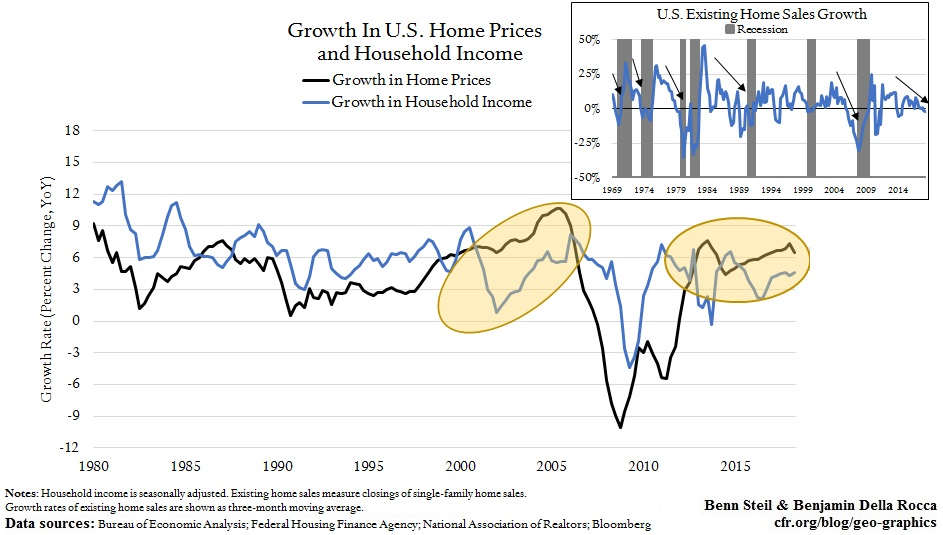 Growth In U.S. Home Prices
and Household Income
Growth in Home Prices
Growth in Household Income
U.S. Existing Home Sales Growth
Recession
50%
25%
0%
-25%
-50%
1969 1974 1979 1984 1989 1994 1999 2004 2009 2014
Growth Rate (Percent Change, YoY)
18
15
12
9
6
3
0
-3
-6
-9
-12
1980 1985 1990 1995 2000 2005 2010 2015
Notes: Household income is seasonally adjusted. Existing home sales measure closings of single-family home sales.
Growth rates of existing home sales are shown as three-month moving average.
Data sources: Bureau of Economic Analysis; Federal Housing Finance Agency; National Association of Realtors; Bloomberg
Benn Steil & Benjamin Della Rocca
cfr.org/blog/geo-graphics